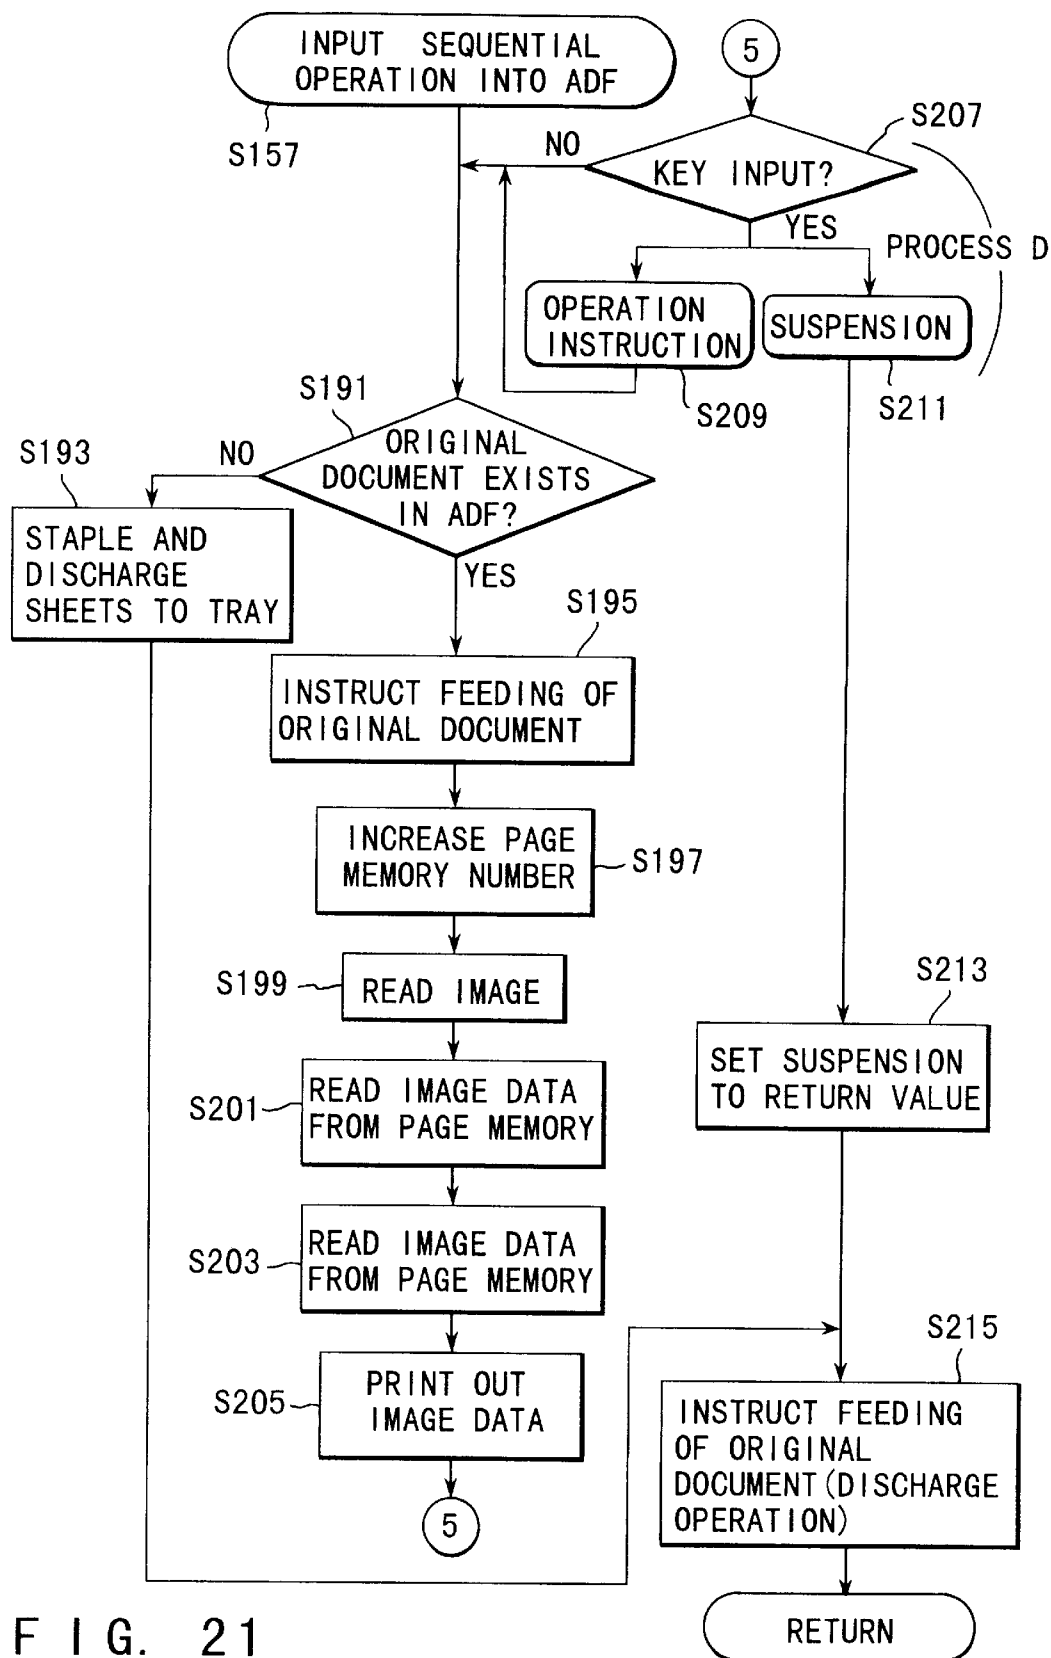 INPUT SEQUENTIAL
OPERATION INTO ADF
S157
5
S207
NO
KEY INPUT?
YES
PROCESS D
OPERATION
INSTRUCTION
SUSPENSION
S209
S211
S191
ORIGINAL
DOCUMENT EXISTS
IN ADF?
NO
S193
STAPLE AND
DISCHARGE
SHEETS TO TRAY
YES
S195
INSTRUCT FEEDING OF
ORIGINAL DOCUMENT
INCREASE PAGE
MEMORY NUMBER
S197
S199
READ IMAGE
S213
SET SUSPENSION
TO RETURN VALUE
S201
READ IMAGE DATA
FROM PAGE MEMORY
S203
READ IMAGE DATA
FROM PAGE MEMORY
S205
PRINT OUT
IMAGE DATA
5
S215
INSTRUCT FEEDING
OF ORIGINAL
DOCUMENT(DISCHARGE
OPERATION)
RETURN
FIG. 21